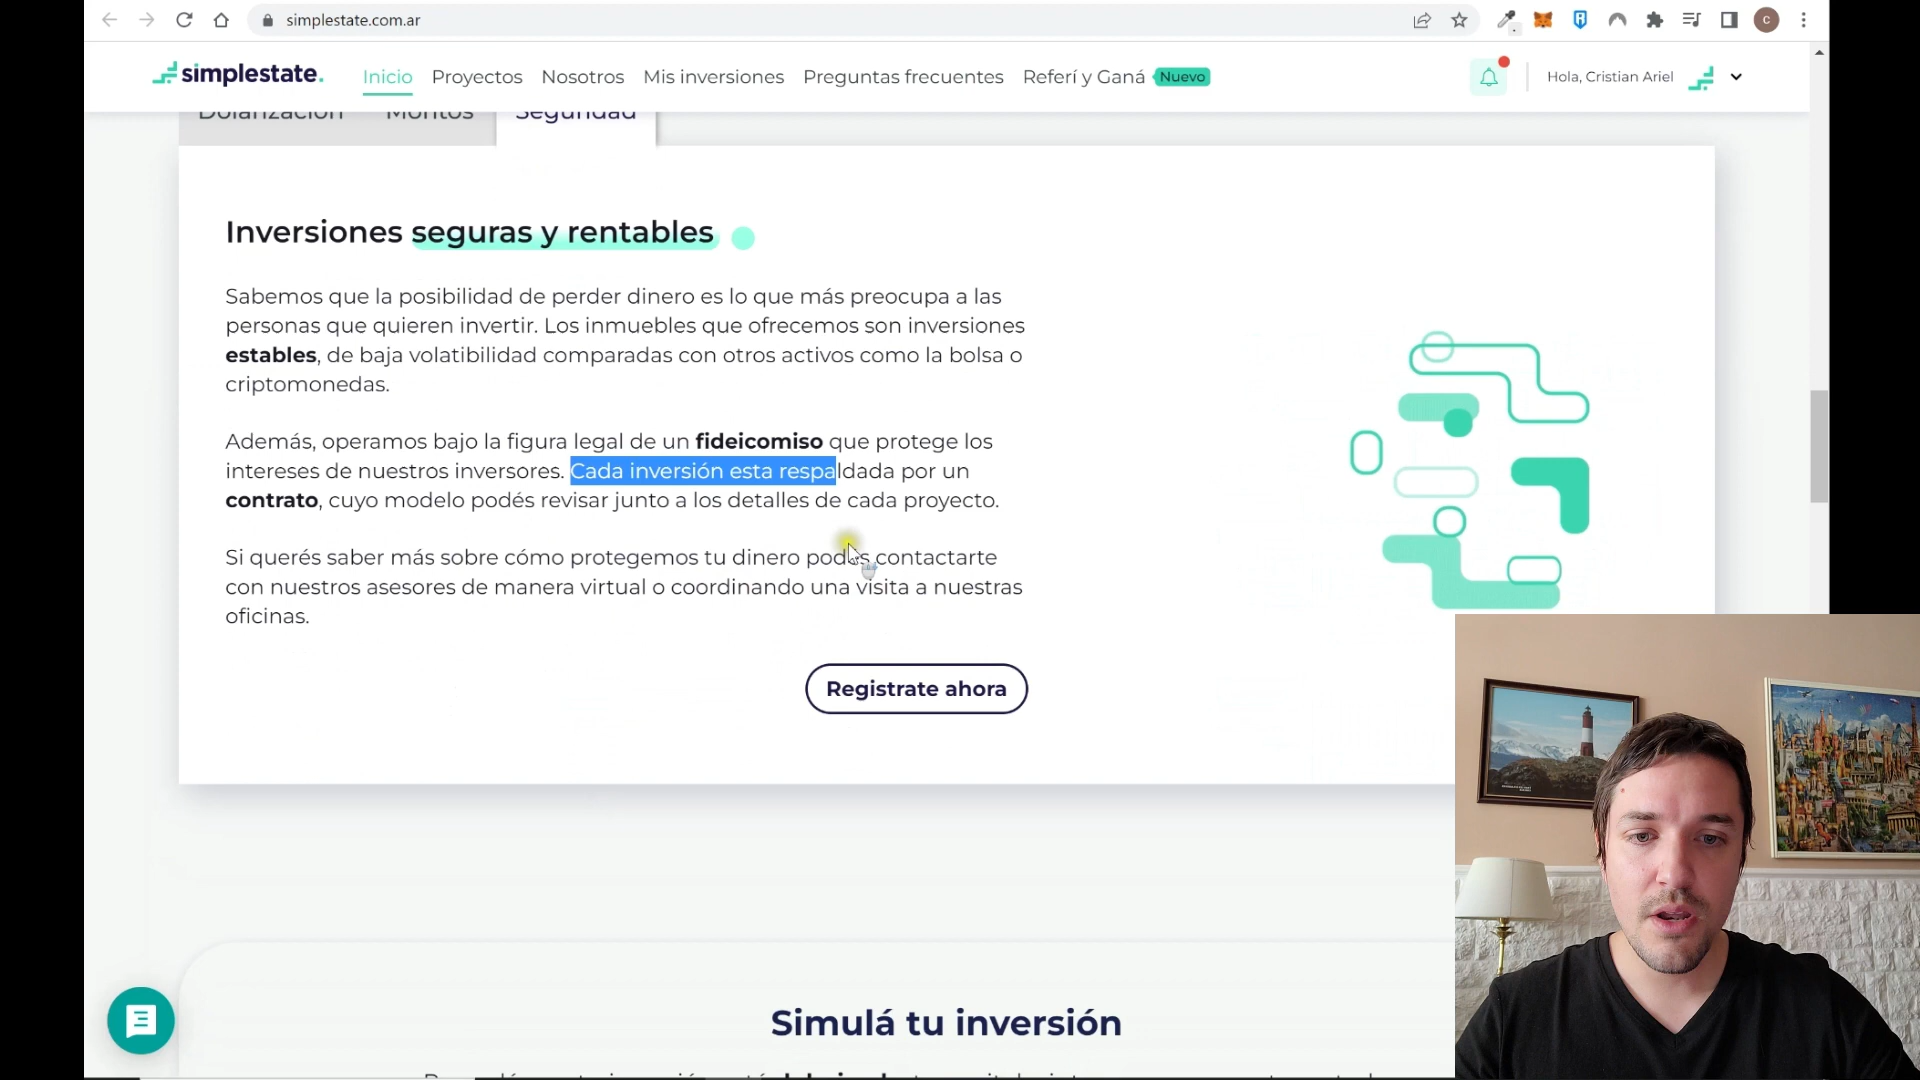 simplestate.com.ar
C
simplestate.
Inicio
Proyectos
Nosotros
Mis inversiones
Preguntas frecuentes
Referí y Ganá
Nuevo
Hola, Cristian Ariel
Dolarización
Montos
Seguridad
Inversiones seguras y rentables
Sabemos que la posibilidad de perder dinero es lo que más preocupa a las
personas que quieren invertir. Los inmuebles que ofrecemos son inversiones
estables, de baja volatibilidad comparadas con otros activos como la bolsa o
criptomonedas.
Además, operamos bajo la figura legal de un fideicomiso que protege los
intereses de nuestros inversores. Cada inversión esta respaldada por un
contrato, cuyo modelo podés revisar junto a los detalles de cada proyecto.
Si querés saber más sobre cómo protegemos tu dinero podés contactarte
con nuestros asesores de manera virtual o coordinando una visita a nuestras
oficinas.
Registrate ahora
Simulá tu inversión